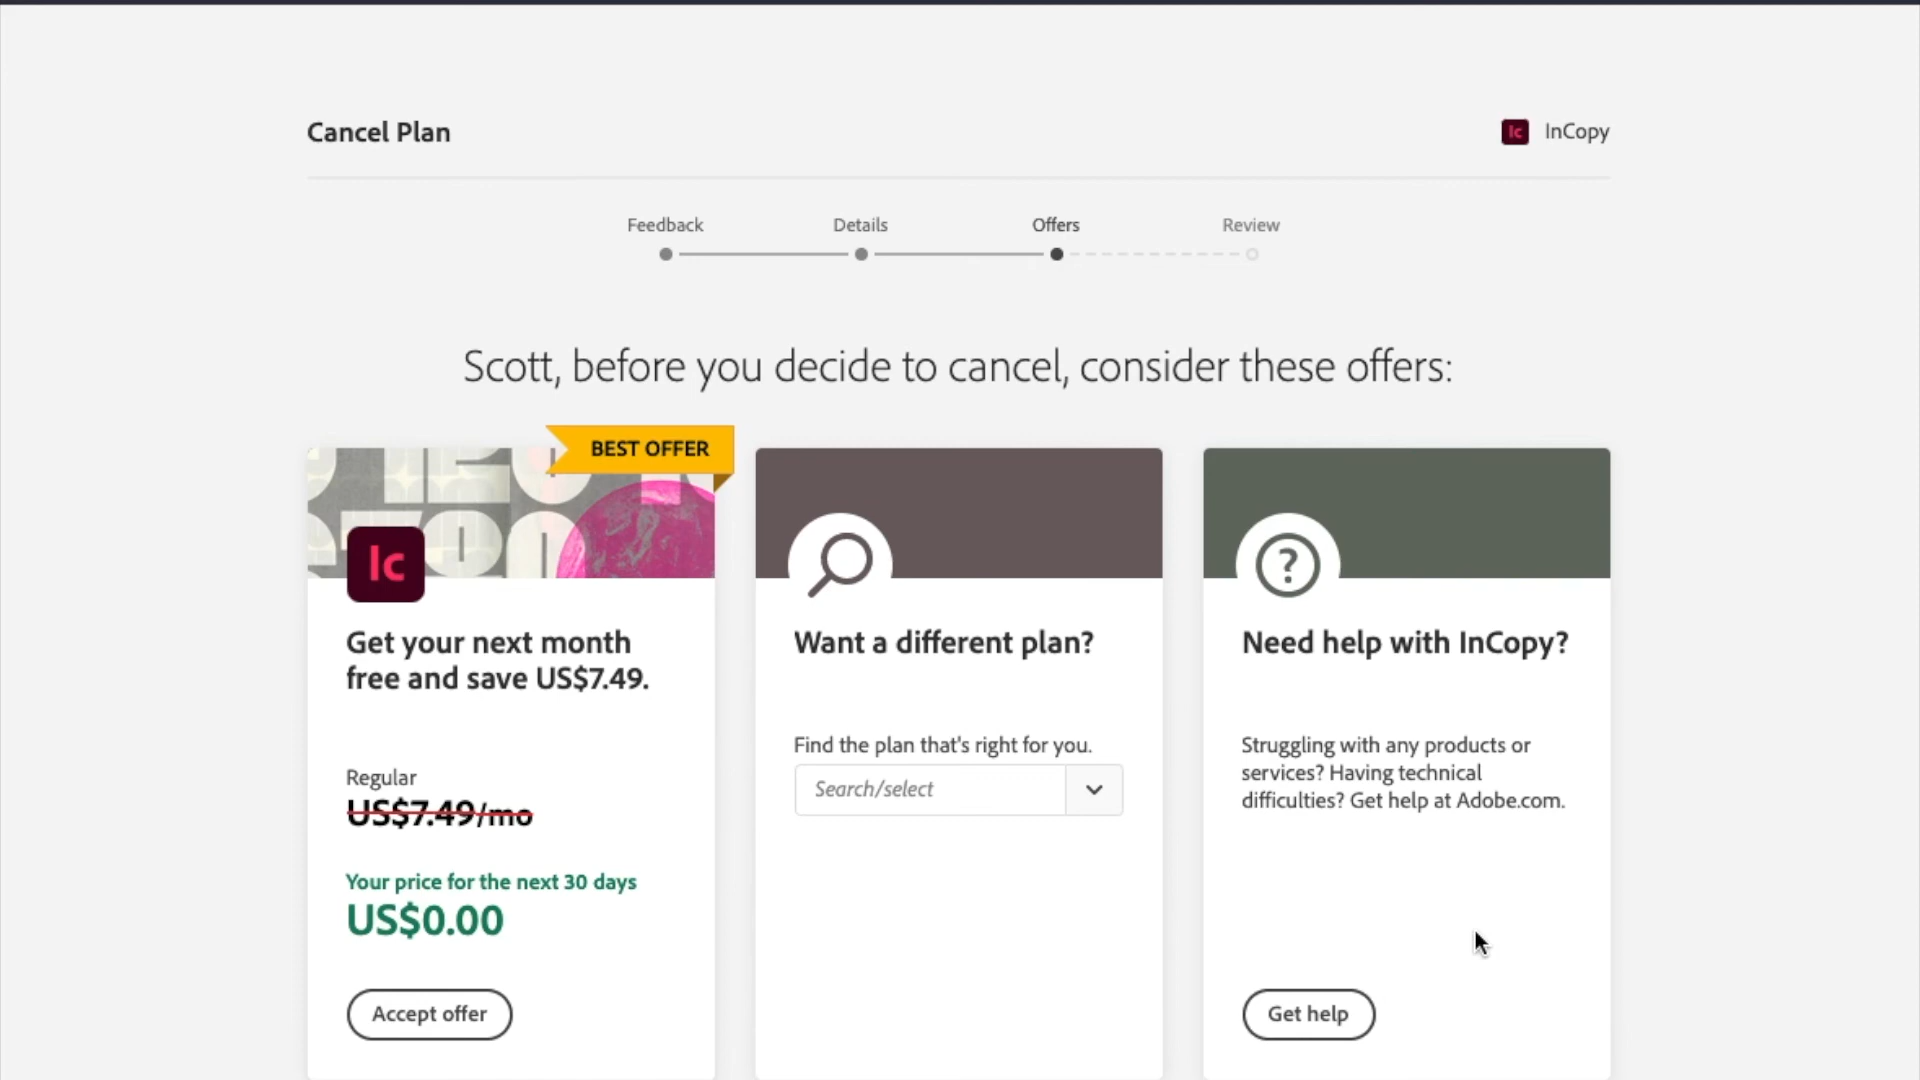 Cancel Plan
Ic InCopy
Feedback Details Offers Review
Scott, before you decide to cancel, consider these offers:
BEST OFFER
Ic
Get your next month
free and save US$7.49.
Regular
US$7.49/mo
Your price for the next 30 days
US$0.00
Accept offer
Want a different plan?
Find the plan that's right for you.
Search/select
?
Need help with InCopy?
Struggling with any products or
services? Having technical
difficulties? Get help at Adobe.com.
Get help